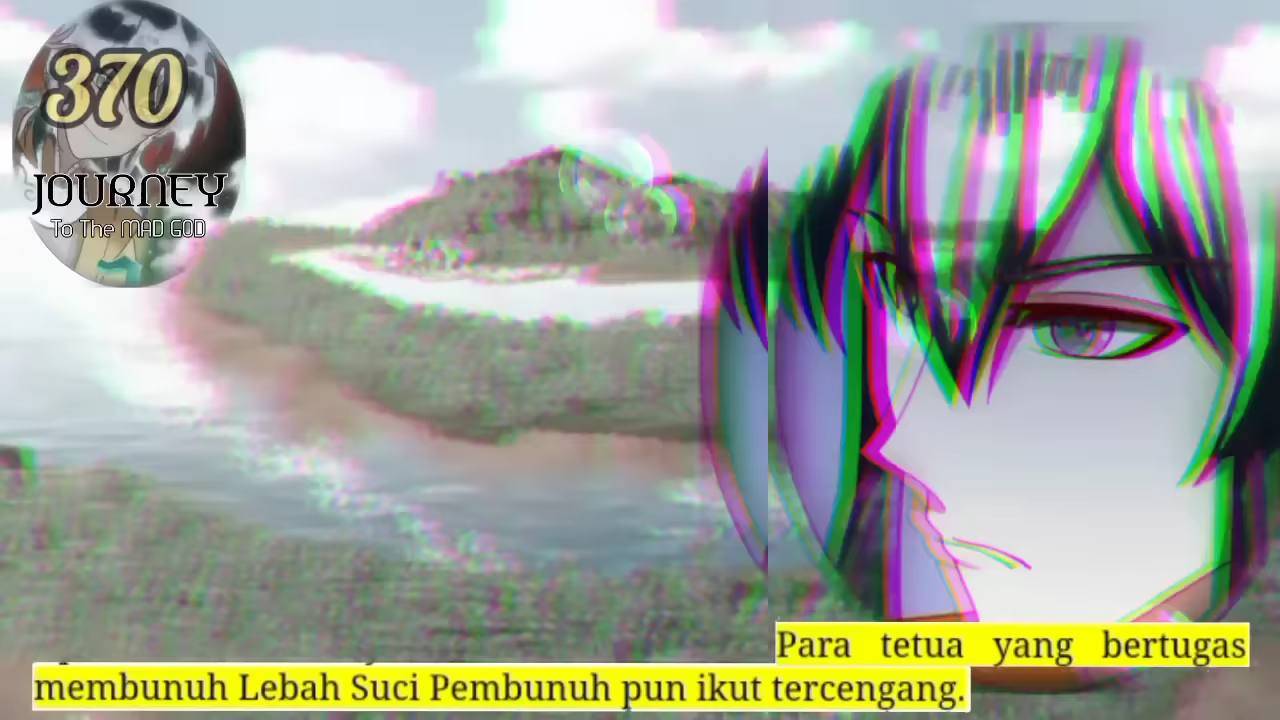 370
JOURNEY
To The MAD GOD
Para tetua yang bertugas
membunuh Lebah Suci Pembunuh pun ikut tercengang.